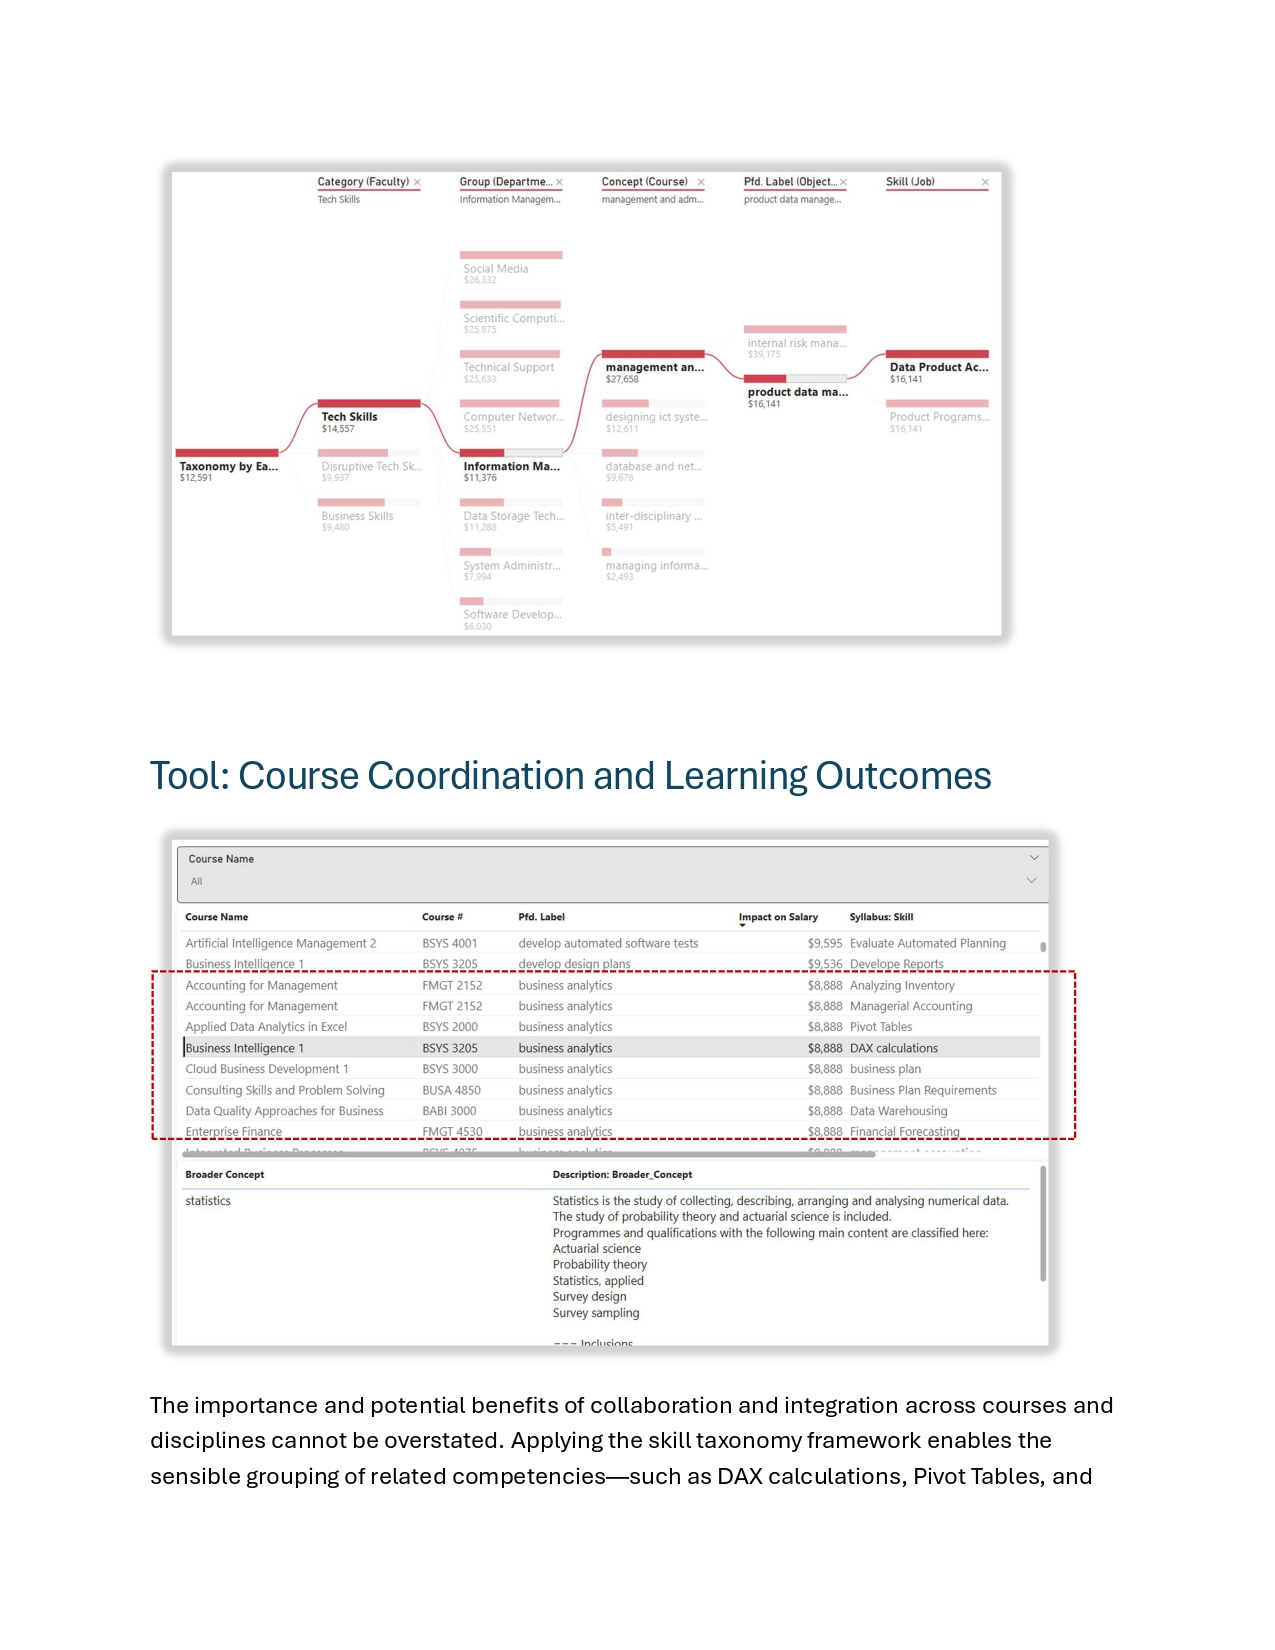 Category (Faculty) × Group (Departme... × Concept (Course) × Pfd. Label (Object... × Skill (Job) ×
Tech Skills Information Managem... management and adm... product data manage...
Social Media
$26,332
Scientific Computi...
$25,875
Technical Support
$25,633
Computer Networ...
$25,551
Information Ma...
$11,376
Data Storage Tech...
$11,288
System Administr...
$7,994
Software Develop...
$6,030
Taxonomy by Ea...
$12,591
Tech Skills
$14,557
Disruptive Tech Sk...
$9,937
Business Skills
$9,480
management an...
$27,658
designing ict syste...
$12,611
database and net...
$9,676
inter-disciplinary ...
$5,491
managing informa...
$2,493
internal risk mana...
$39,175
product data ma...
$16,141
Data Product Ac...
$16,141
Product Programs...
$16,141
Tool: Course Coordination and Learning Outcomes
Course Name
All
Course Name Course # Pfd. Label Impact on Salary Syllabus: Skill
Artificial Intelligence Management 2 BSYS 4001 develop automated software tests $9,595 Evaluate Automated Planning
Business Intelligence 1 BSYS 3205 develop design plans $9,536 Develope Reports
Accounting for Management FMGT 2152 business analytics $8,888 Analyzing Inventory
Accounting for Management FMGT 2152 business analytics $8,888 Managerial Accounting
Applied Data Analytics in Excel BSYS 2000 business analytics $8,888 Pivot Tables
Business Intelligence 1 BSYS 3205 business analytics $8,888 DAX calculations
Cloud Business Development 1 BSYS 3000 business analytics $8,888 business plan
Consulting Skills and Problem Solving BUSA 4850 business analytics $8,888 Business Plan Requirements
Data Quality Approaches for Business BABI 3000 business analytics $8,888 Data Warehousing
Enterprise Finance FMGT 4530 business analytics $8,888 Financial Forecasting
Broader Concept Description: Broader_Concept
statistics Statistics is the study of collecting, describing, arranging and analysing numerical data.
The study of probability theory and actuarial science is included.
Programmes and qualifications with the following main content are classified here:
Actuarial science
Probability theory
Statistics, applied
Survey design
Survey sampling
=== Inclusions
The importance and potential benefits of collaboration and integration across courses and
disciplines cannot be overstated. Applying the skill taxonomy framework enables the
sensible grouping of related competencies—such as DAX calculations, Pivot Tables, and